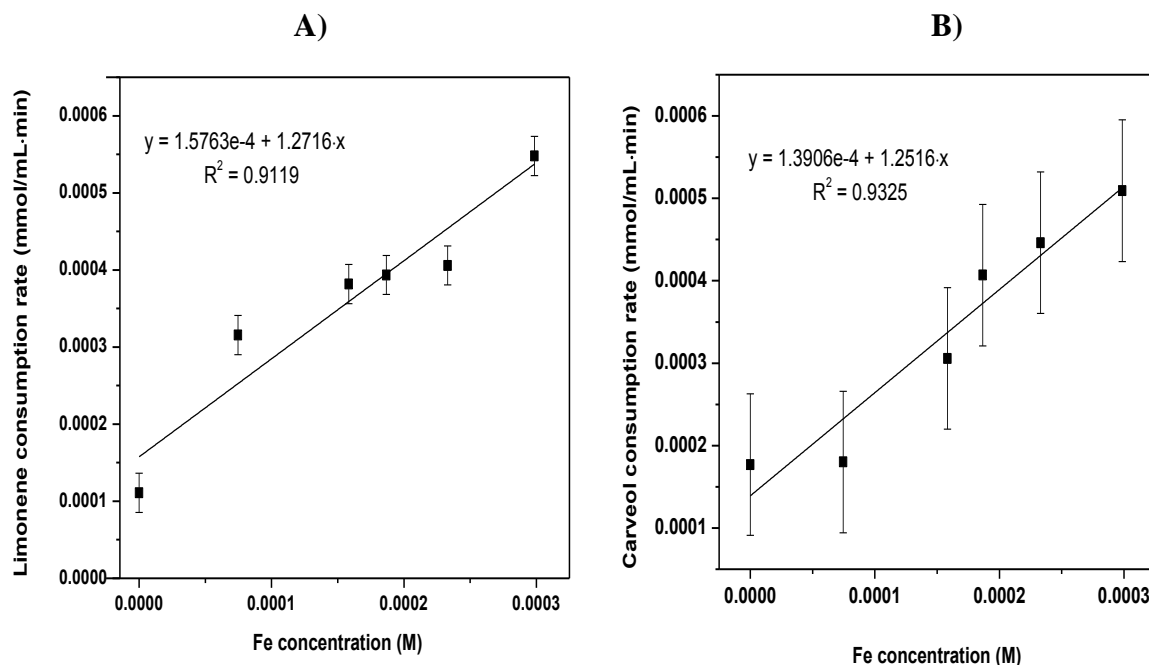 A)
Limonene consumption rate (mmol/mL·min)
0.0006
0.0005
0.0004
0.0003
0.0002
0.0001
0.0000
y = 1.5763e-4 + 1.2716·x
R² = 0.9119
0.0000 0.0001 0.0002 0.0003
Fe concentration (M)
B)
Carveol consumption rate (mmol/mL·min)
0.0006
0.0005
0.0004
0.0003
0.0002
0.0001
y = 1.3906e-4 + 1.2516·x
R² = 0.9325
0.0000 0.0001 0.0002 0.0003
Fe concentration (M)